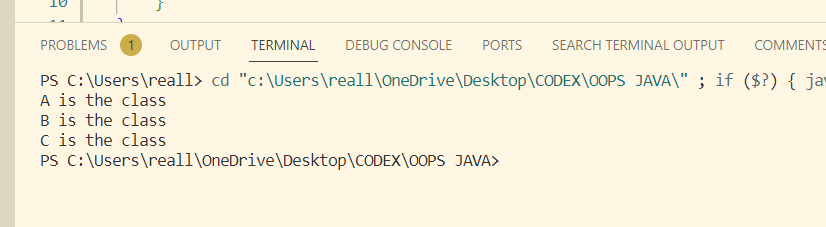 10 }
PROBLEMS 1 OUTPUT TERMINAL DEBUG CONSOLE PORTS SEARCH TERMINAL OUTPUT COMMENTS
PS C:\Users\reall> cd "c:\Users\reall\OneDrive\Desktop\CODEX\OOPS JAVA\" ; if ($?) { jav
A is the class
B is the class
C is the class
PS C:\Users\reall\OneDrive\Desktop\CODEX\OOPS JAVA>